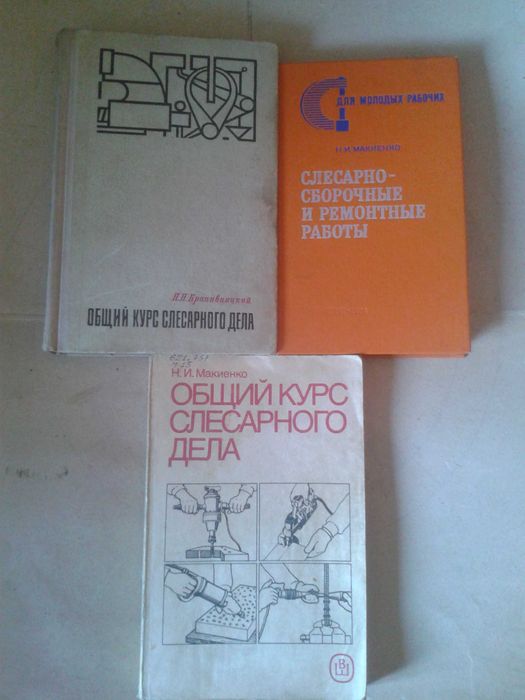 Н.Н. Кропивницкий
ОБЩИЙ КУРС СЛЕСАРНОГО ДЕЛА
ДЛЯ МОЛОДЫХ РАБОЧИХ
Н.И. МАКИЕНКО
СЛЕСАРНО-
СБОРОЧНЫЕ
И РЕМОНТНЫЕ
РАБОТЫ
Н. И. Макиенко
ОБЩИЙ КУРС
СЛЕСАРНОГО
ДЕЛА